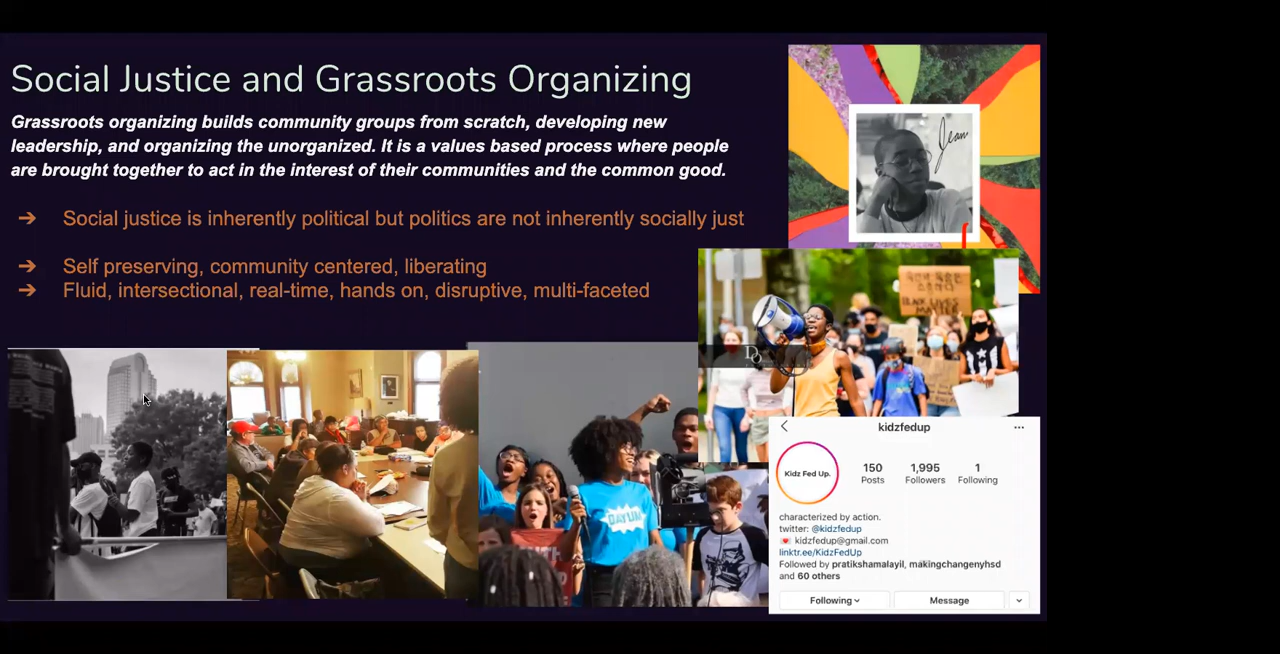 Social Justice and Grassroots Organizing
Grassroots organizing builds community groups from scratch, developing new
leadership, and organizing the unorganized. It is a values based process where people
are brought together to act in the interest of their communities and the common good.
➔ Social justice is inherently political but politics are not inherently socially just
➔ Self preserving, community centered, liberating
➔ Fluid, intersectional, real-time, hands on, disruptive, multi-faceted
Jean
BLACK LIVES
MATTER
DO
DAYUM
kidzfedup
Kidz Fed Up.
150
1,995
1
Posts
Followers
Following
characterized by action.
twitter: @kidzfedup
💌 kidzfedup@gmail.com
linktr.ee/KidzFedUp
Followed by pratikshamalayil, makingchangenyhsd
and 60 others
Following
Message